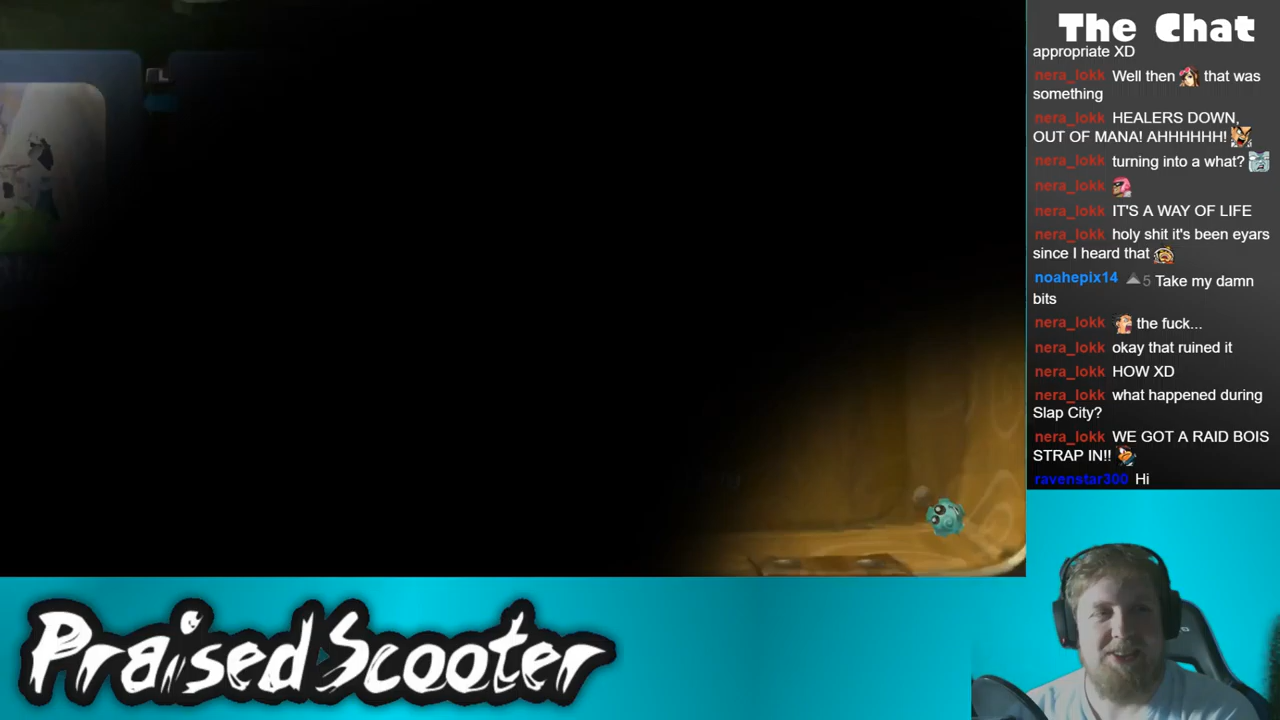 The Chat
appropriate XD
nera_lokk Well then that was
something
nera_lokk HEALERS DOWN,
OUT OF MANA! AHHHHHH!
nera_lokk turning into a what?
nera_lokk
nera_lokk IT'S A WAY OF LIFE
nera_lokk holy shit it's been eyars
since I heard that
noahepix14 5 Take my damn
bits
nera_lokk the fuck...
nera_lokk okay that ruined it
nera_lokk HOW XD
nera_lokk what happened during
Slap City?
nera_lokk WE GOT A RAID BOIS
STRAP IN!!
ravenstar300 Hi
PraisedScooter